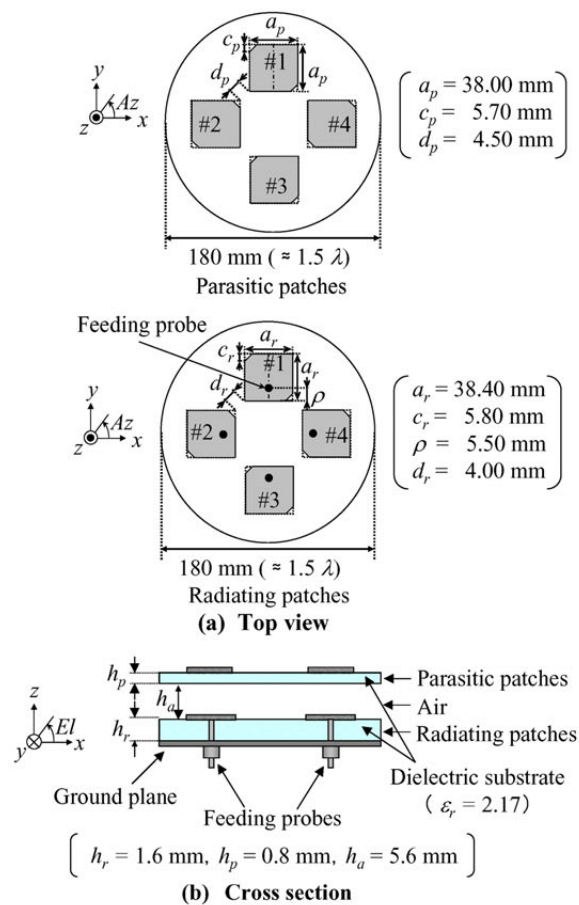 a_p
c_p
d_p
#1
a_p
y
Az
z
x
#2
#4
#3
a_p = 38.00 mm
c_p = 5.70 mm
d_p = 4.50 mm
180 mm ( ≈ 1.5 λ)
Parasitic patches
Feeding probe
a_r
c_r
#1
a_r
d_r
ρ
y
Az
z
x
#2
#4
#3
a_r = 38.40 mm
c_r = 5.80 mm
ρ = 5.50 mm
d_r = 4.00 mm
180 mm ( ≈ 1.5 λ)
Radiating patches
(a) Top view
h_p
h_a
h_r
z
El
y
x
Parasitic patches
Air
Radiating patches
Dielectric substrate
( ε_r = 2.17)
Ground plane
Feeding probes
h_r = 1.6 mm, h_p = 0.8 mm, h_a = 5.6 mm
(b) Cross section